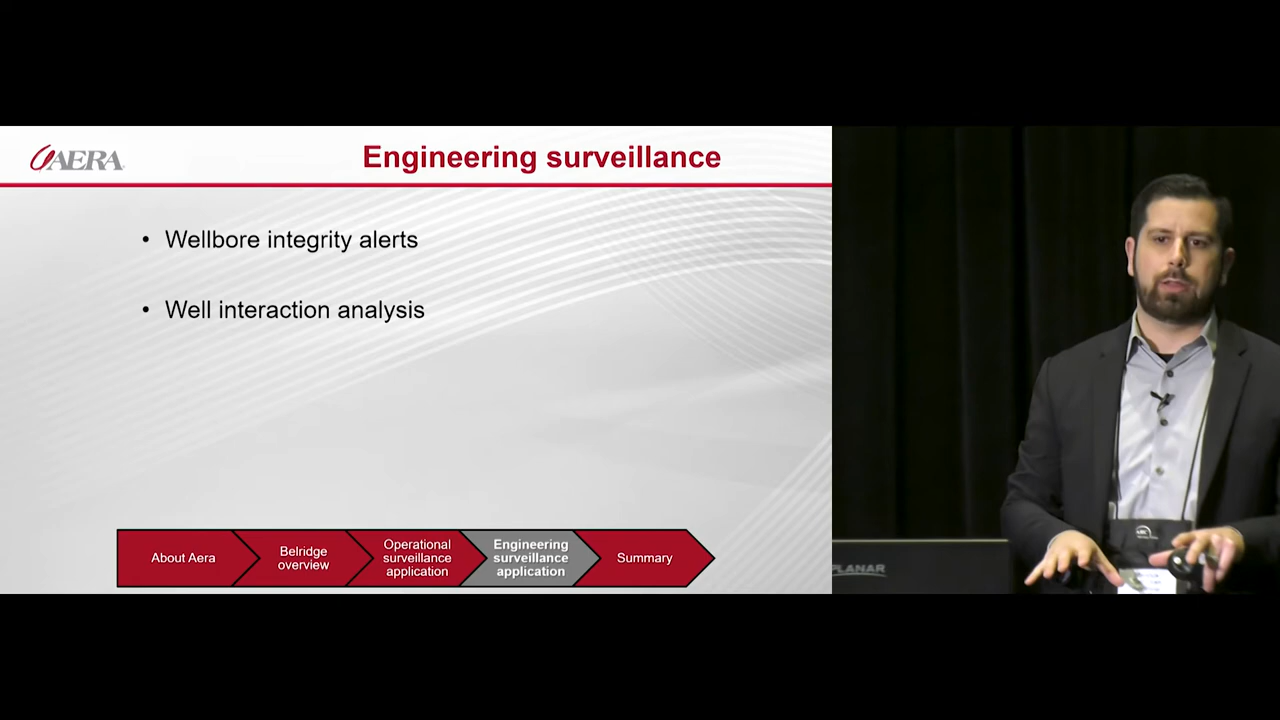 AERA
Engineering surveillance
• Wellbore integrity alerts
• Well interaction analysis
About Aera
Belridge
overview
Operational
surveillance
application
Engineering
surveillance
application
Summary
PLANAR